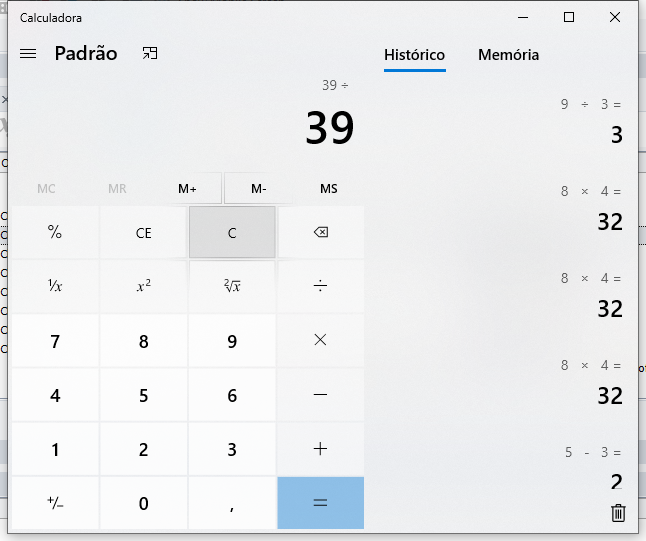 Calculadora
Padrão
Histórico
Memória
39 ÷
39
MC MR M+ M- MS
% CE C
¹/x x² ²√x ÷
7 8 9 ×
4 5 6 −
1 2 3 +
+/− 0 , =
9 ÷ 3 =
3
8 × 4 =
32
8 × 4 =
32
8 × 4 =
32
5 - 3 =
2